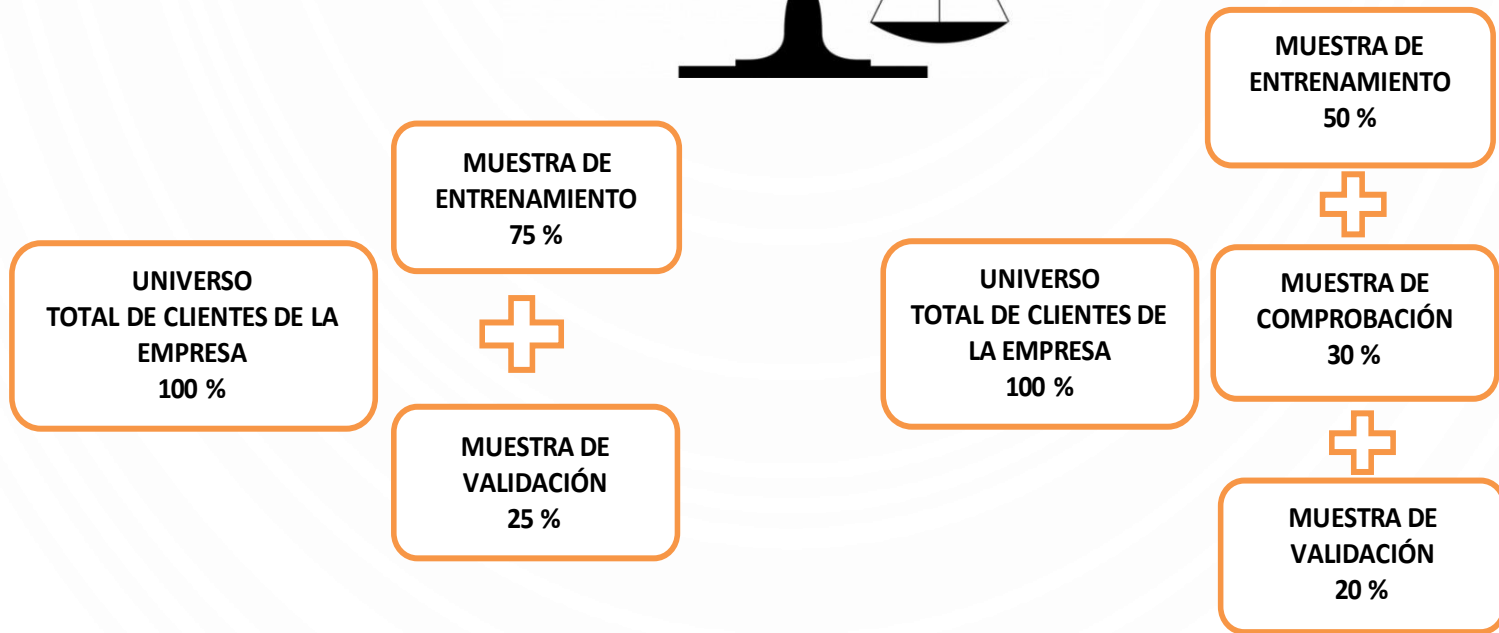 UNIVERSO
TOTAL DE CLIENTES DE LA
EMPRESA
100 %
MUESTRA DE
ENTRENAMIENTO
75 %
MUESTRA DE
VALIDACIÓN
25 %
UNIVERSO
TOTAL DE CLIENTES DE
LA EMPRESA
100 %
MUESTRA DE
ENTRENAMIENTO
50 %
MUESTRA DE
COMPROBACIÓN
30 %
MUESTRA DE
VALIDACIÓN
20 %